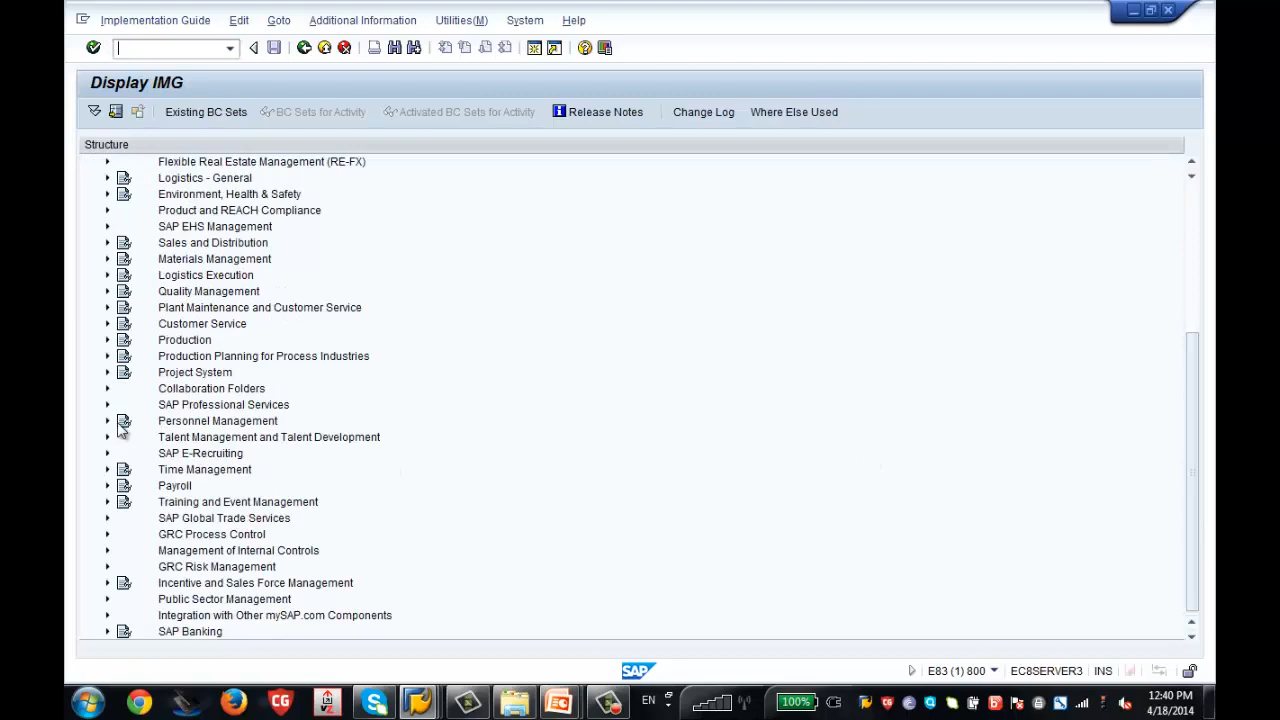 Implementation Guide Edit Goto Additional Information Utilities(M) System Help
Display IMG
Existing BC Sets BC Sets for Activity Activated BC Sets for Activity Release Notes Change Log Where Else Used
Structure
Flexible Real Estate Management (RE-FX)
Logistics - General
Environment, Health & Safety
Product and REACH Compliance
SAP EHS Management
Sales and Distribution
Materials Management
Logistics Execution
Quality Management
Plant Maintenance and Customer Service
Customer Service
Production
Production Planning for Process Industries
Project System
Collaboration Folders
SAP Professional Services
Personnel Management
Talent Management and Talent Development
SAP E-Recruiting
Time Management
Payroll
Training and Event Management
SAP Global Trade Services
GRC Process Control
Management of Internal Controls
GRC Risk Management
Incentive and Sales Force Management
Public Sector Management
Integration with Other mySAP.com Components
SAP Banking
SAP E83 (1) 800 EC8SERVER3 INS
CG EN 100% 12:40 PM
4/18/2014